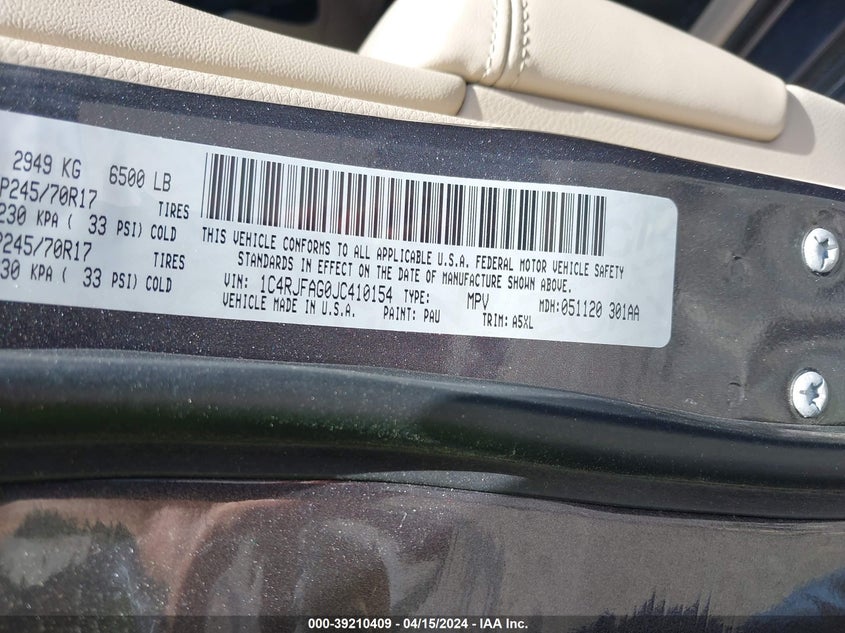 2949 KG 6500 LB
P245/70R17 TIRES
230 KPA ( 33 PSI) COLD
P245/70R17 TIRES
230 KPA ( 33 PSI) COLD
THIS VEHICLE CONFORMS TO ALL APPLICABLE U.S.A. FEDERAL MOTOR VEHICLE SAFETY
STANDARDS IN EFFECT ON THE DATE OF MANUFACTURE SHOWN ABOVE.
VIN: 1C4RJFAG0JC410154 TYPE: MPV MDH: 051120 301AA
VEHICLE MADE IN U.S.A. PAINT: PAU TRIM: A5XL
000-39210409 - 04/15/2024 - IAA Inc.